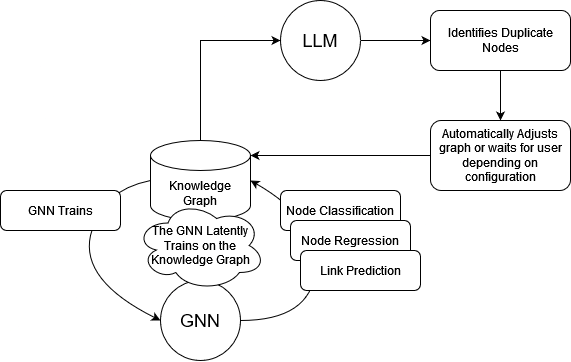 LLM
Identifies Duplicate
Nodes
Automatically Adjusts
graph or waits for user
depending on
configuration
Knowledge
Graph
GNN Trains
The GNN Latently
Trains on the
Knowledge Graph
Node Classification
Node Regression
Link Prediction
GNN